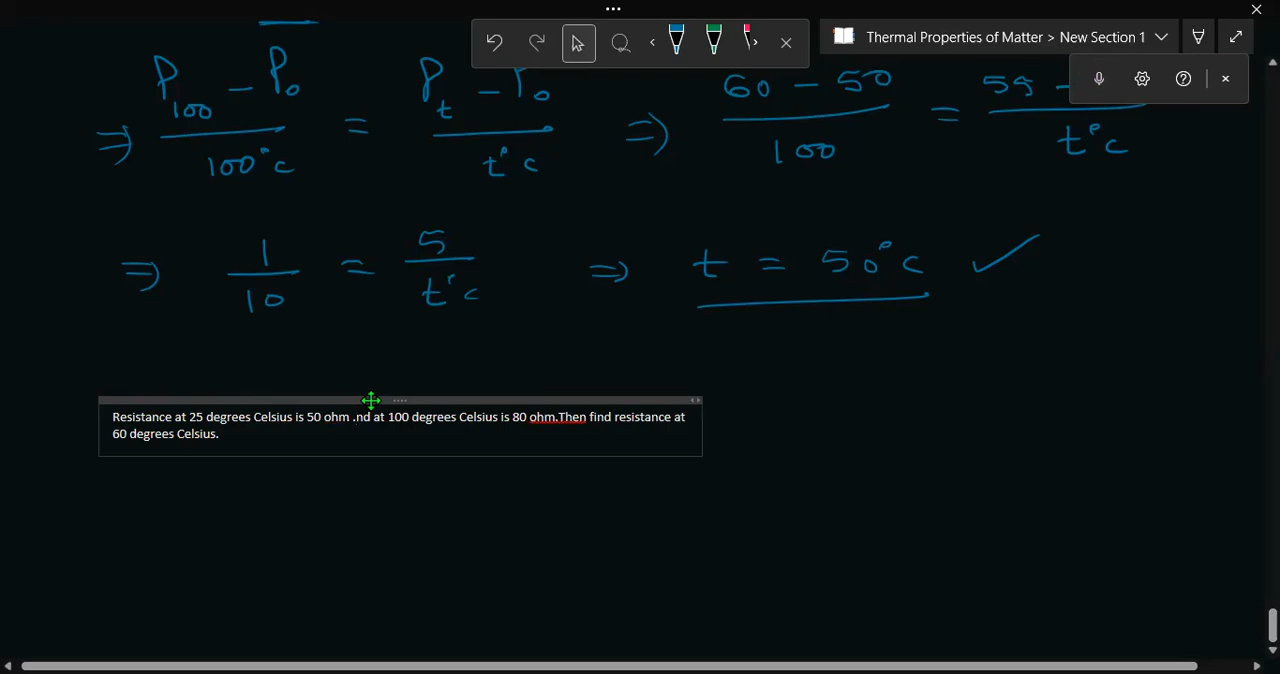 Thermal Properties of Matter > New Section 1
⇒ P₁₀₀ − P₀ / 100°c = Pₜ − P₀ / t°c ⇒ 60 − 50 / 100 = 55 − / t°c
⇒ 1 / 10 = 5 / t°c ⇒ t = 50°c ✓
Resistance at 25 degrees Celsius is 50 ohm .nd at 100 degrees Celsius is 80 ohm.Then find resistance at
60 degrees Celsius.